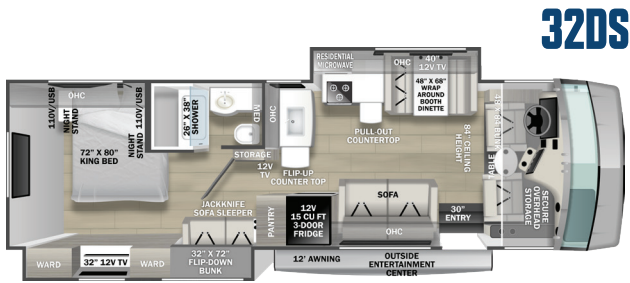 32DS
RESIDENTIAL
MICROWAVE
OHC
40"
12V TV
48" X 68"
WRAP
AROUND
BOOTH
DINETTE
110V/USB
OHC
NIGHT
STAND
110V/USB
NIGHT
STAND
72" X 80"
KING BED
26" X 38"
SHOWER
MED
OHC
STORAGE
12V
TV
FLIP-UP
COUNTER TOP
PULL-OUT
COUNTERTOP
84" CEILING
HEIGHT
SECURE
OVERHEAD
STORAGE
JACKKNIFE
SOFA SLEEPER
PANTRY
12V
15 CU FT
3-DOOR
FRIDGE
SOFA
OHC
30"
ENTRY
WARD
32" 12V TV
WARD
32" X 72"
FLIP-DOWN
BUNK
12' AWNING
OUTSIDE
ENTERTAINMENT
CENTER